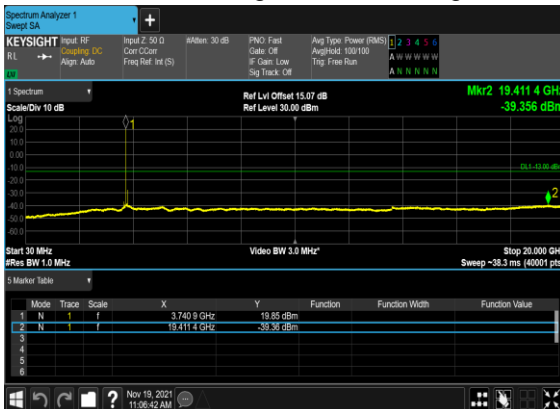 Spectrum Analyzer 1
Swept SA
+
KEYSIGHT Input: RF Input Z: 50 Ω #Atten: 30 dB PNO: Fast Avg Type: Power (RMS) 1 2 3 4 5 6
RL Coupling: DC Corr CCorr Gate: Off Avg|Hold: 100/100 A W W W W W
Align: Auto Freq Ref: Int (S) IF Gain: Low Trig: Free Run
Sig Track: Off A N N N N N
1 Spectrum Ref Lvl Offset 15.07 dB Mkr2 19.411 4 GHz
Scale/Div 10 dB Ref Level 30.00 dBm -39.356 dBm
Log
20.0
10.0
0.00
-10.0
DL1 -13.00 dBm
-20.0
-30.0
-40.0
-50.0
-60.0
1
2
Start 30 MHz Video BW 3.0 MHz* Stop 20.000 GHz
#Res BW 1.0 MHz Sweep ~38.3 ms (40001 pts)
5 Marker Table
Mode Trace Scale X Y Function Function Width Function Value
1 N 1 f 3.740 9 GHz 19.85 dBm
2 N 1 f 19.411 4 GHz -39.36 dBm
3
4
5
6
? Nov 19, 2021
11:06:42 AM